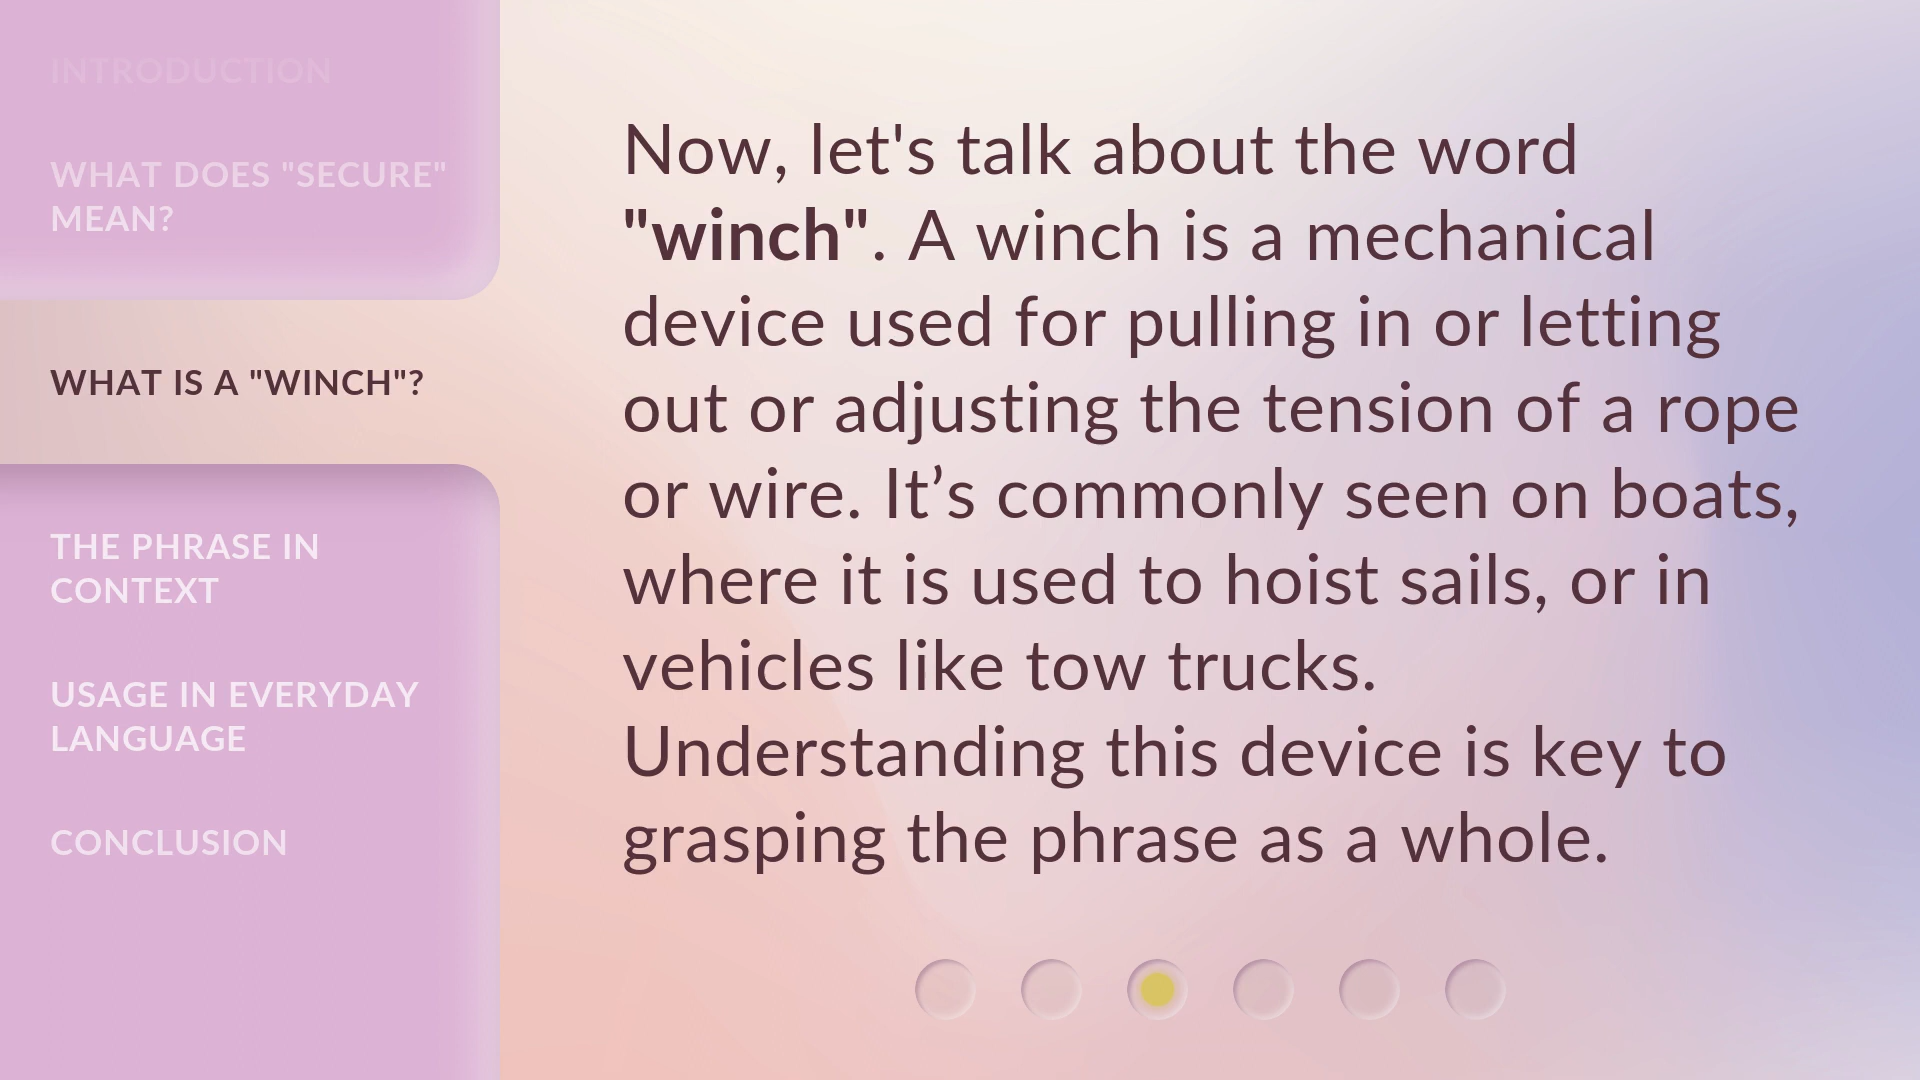 INTRODUCTION
WHAT DOES "SECURE"
MEAN?
WHAT IS A "WINCH"?
THE PHRASE IN
CONTEXT
USAGE IN EVERYDAY
LANGUAGE
CONCLUSION
Now, let's talk about the word
"winch". A winch is a mechanical
device used for pulling in or letting
out or adjusting the tension of a rope
or wire. It’s commonly seen on boats,
where it is used to hoist sails, or in
vehicles like tow trucks.
Understanding this device is key to
grasping the phrase as a whole.